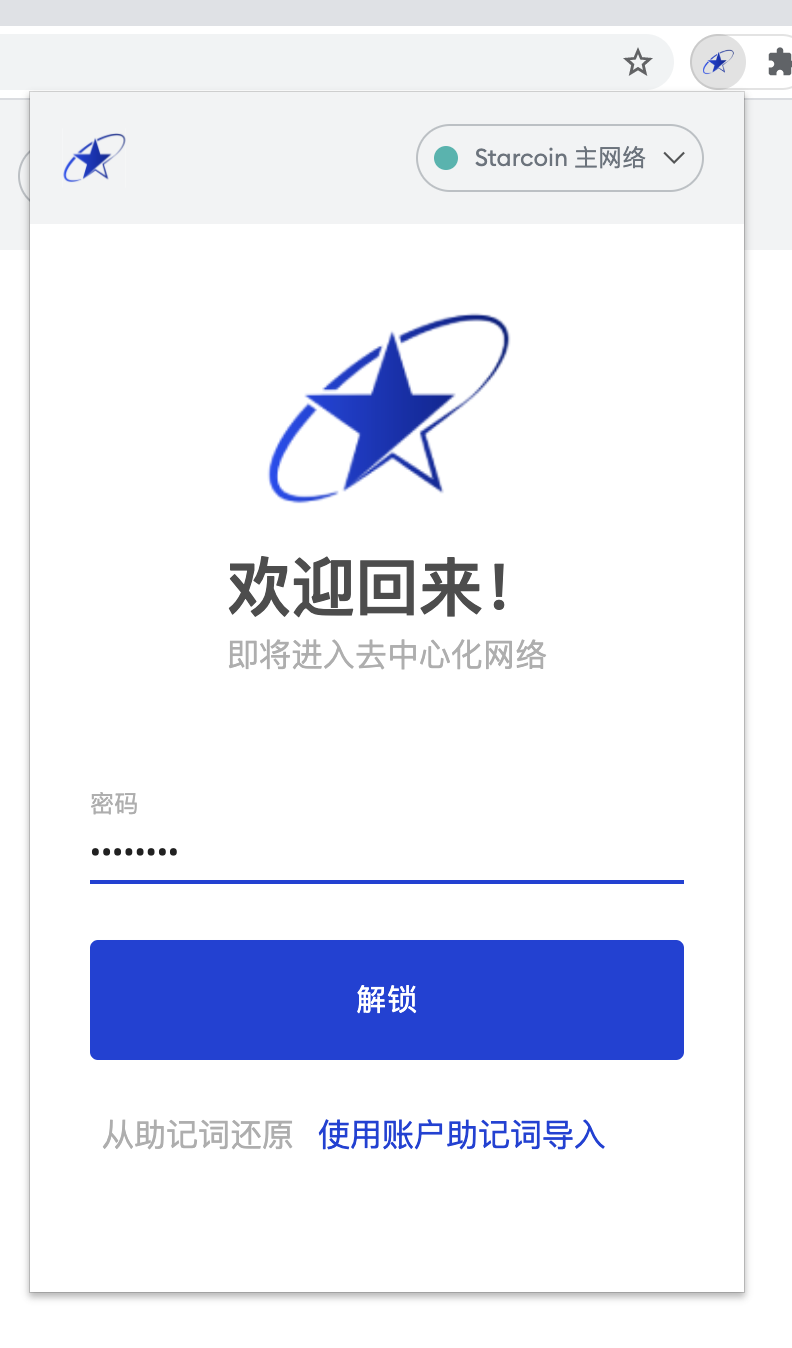 Starcoin 主网络
欢迎回来！
即将进入去中心化网络
密码
••••••••
解锁
从助记词还原 使用账户助记词导入